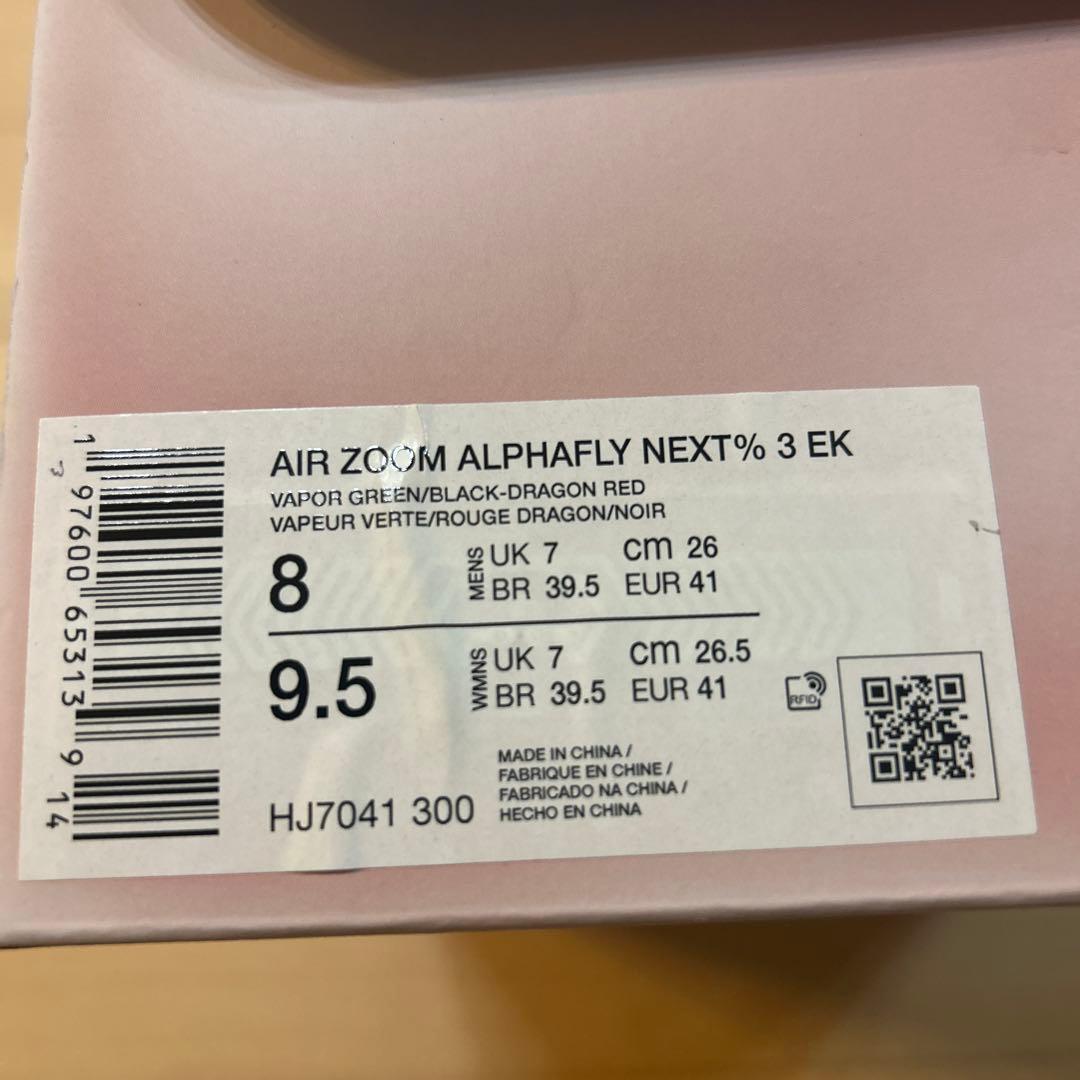 AIR ZOOM ALPHAFLY NEXT% 3 EK
VAPOR GREEN/BLACK-DRAGON RED
VAPEUR VERTE/ROUGE DRAGON/NOIR
8 MENS UK 7 cm 26
BR 39.5 EUR 41
9.5 WMNS UK 7 cm 26.5
BR 39.5 EUR 41
RFID
MADE IN CHINA /
FABRIQUE EN CHINE /
FABRICADO NA CHINA /
HECHO EN CHINA
HJ7041 300
1 97600 65313 9 14
3